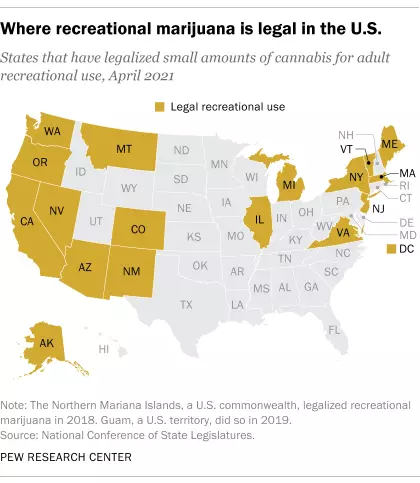 Where recreational marijuana is legal in the U.S.
States that have legalized small amounts of cannabis for adult
recreational use, April 2021
Legal recreational use
WA
MT
ND
MN
NH
VT
ME
OR
ID
SD
WI
MI
NY
MA
RI
CT
WY
IA
PA
NJ
NV
NE
IL
IN
OH
DE
CA
UT
CO
KS
MO
WV
VA
MD
KY
DC
AZ
NM
OK
AR
TN
NC
SC
MS
AL
GA
TX
LA
FL
AK
HI
Note: The Northern Mariana Islands, a U.S. commonwealth, legalized recreational
marijuana in 2018. Guam, a U.S. territory, did so in 2019.
Source: National Conference of State Legislatures.
PEW RESEARCH CENTER